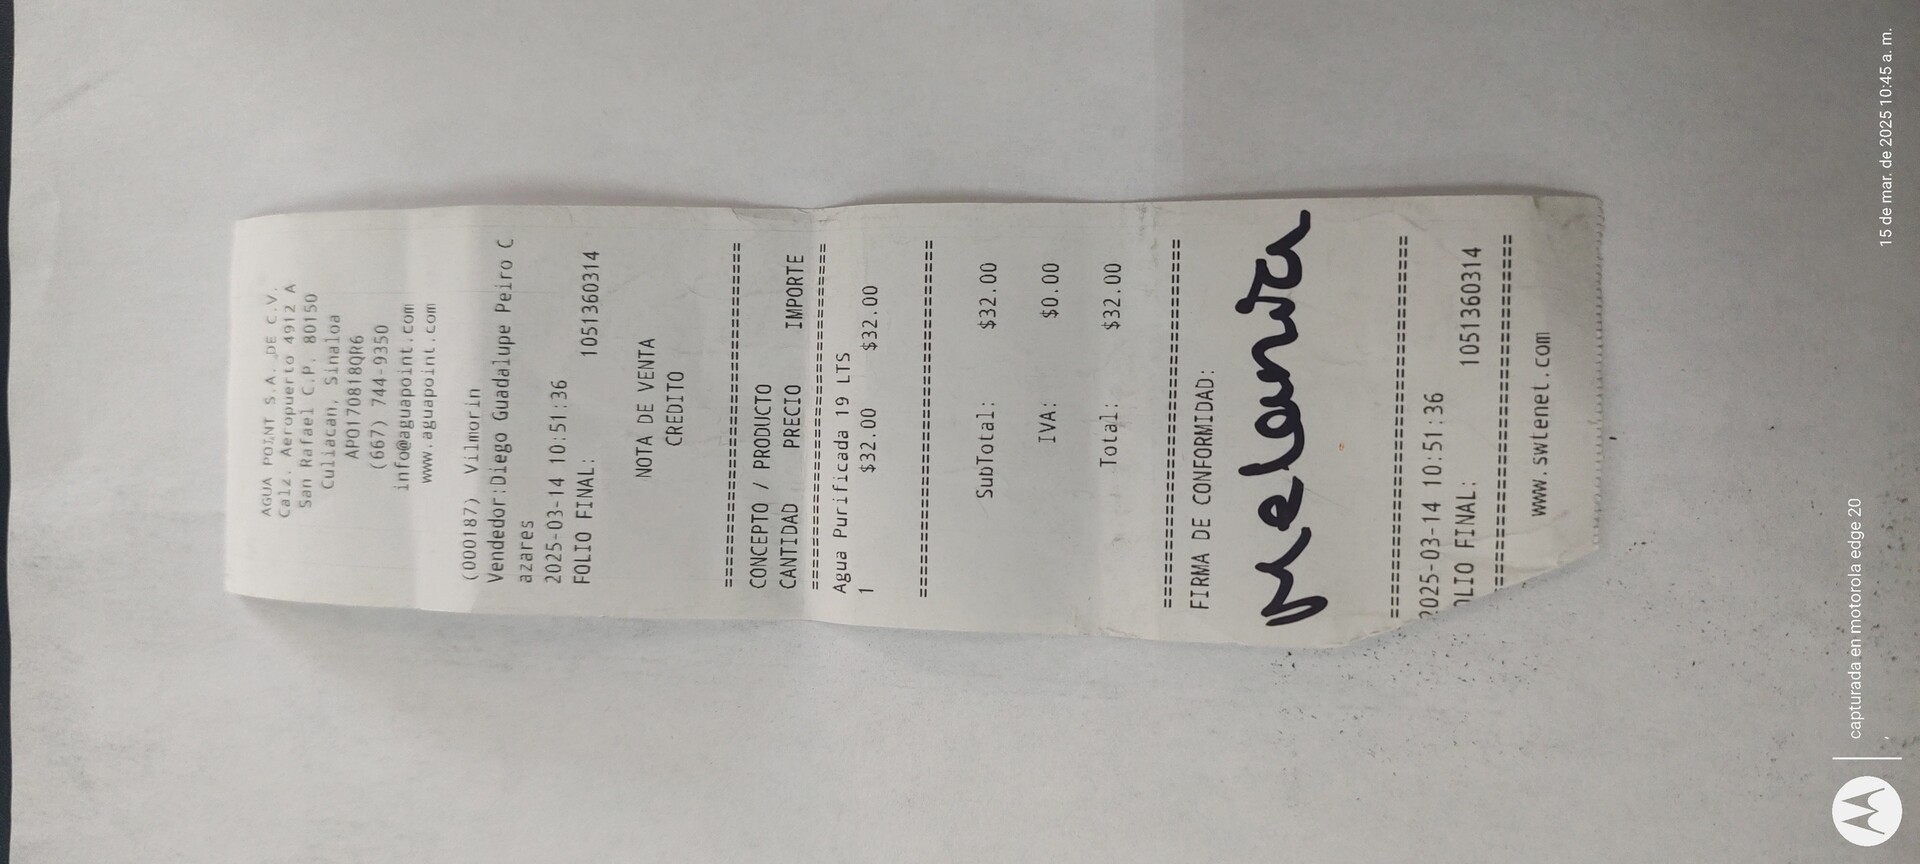 AGUA POINT S.A. DE C.V.
Calz. Aeropuerto 4912 A
San Rafael C.P. 80150
Culiacan, Sinaloa
APO170818QR6
(667) 744-9350
info@aguapoint.com
www.aguapoint.com
(000187) Vilmorin
Vendedor:Diego Guadalupe Peiro C
azares
2025-03-14 10:51:36
FOLIO FINAL: 1051360314
NOTA DE VENTA
CREDITO
================================
CONCEPTO / PRODUCTO
CANTIDAD PRECIO IMPORTE
================================
Agua Purificada 19 LTS
1 $32.00 $32.00
================================
SubTotal: $32.00
IVA: $0.00
Total: $32.00
================================
FIRMA DE CONFORMIDAD:
Melenira
================================
2025-03-14 10:51:36
OLIO FINAL: 1051360314
================================
www.swtenet.com
capturada en motorola edge 20
15 de mar. de 2025 10:45 a. m.